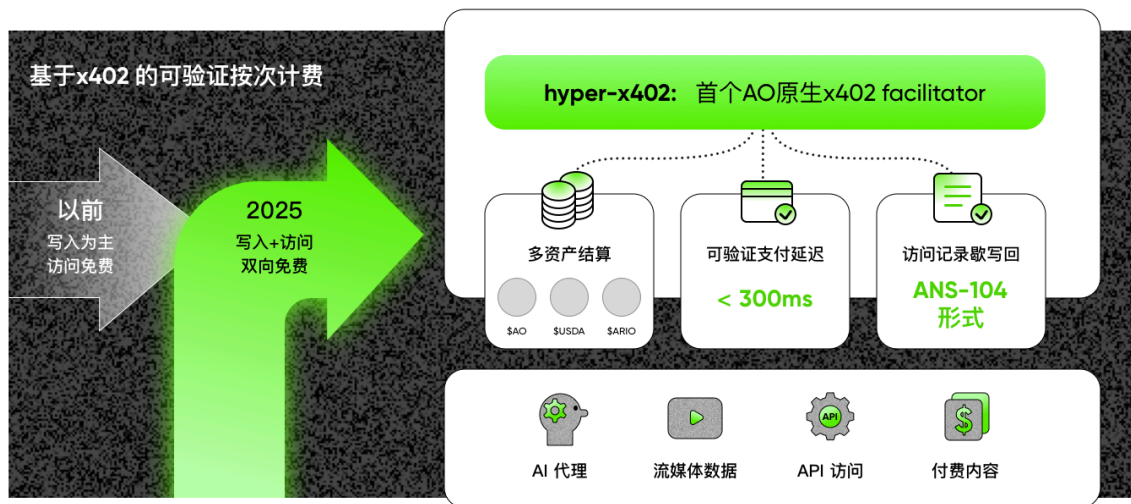 基于x402 的可验证按次计费
以前
写入为主
访问免费
2025
写入+访问
双向免费
hyper-x402: 首个AO原生x402 facilitator
多资产结算
$AO
$USDA
$ARIO
可验证支付延迟
< 300ms
访问记录歇写回
ANS-104
形式
AI 代理
流媒体数据
API
API 访问
付费内容